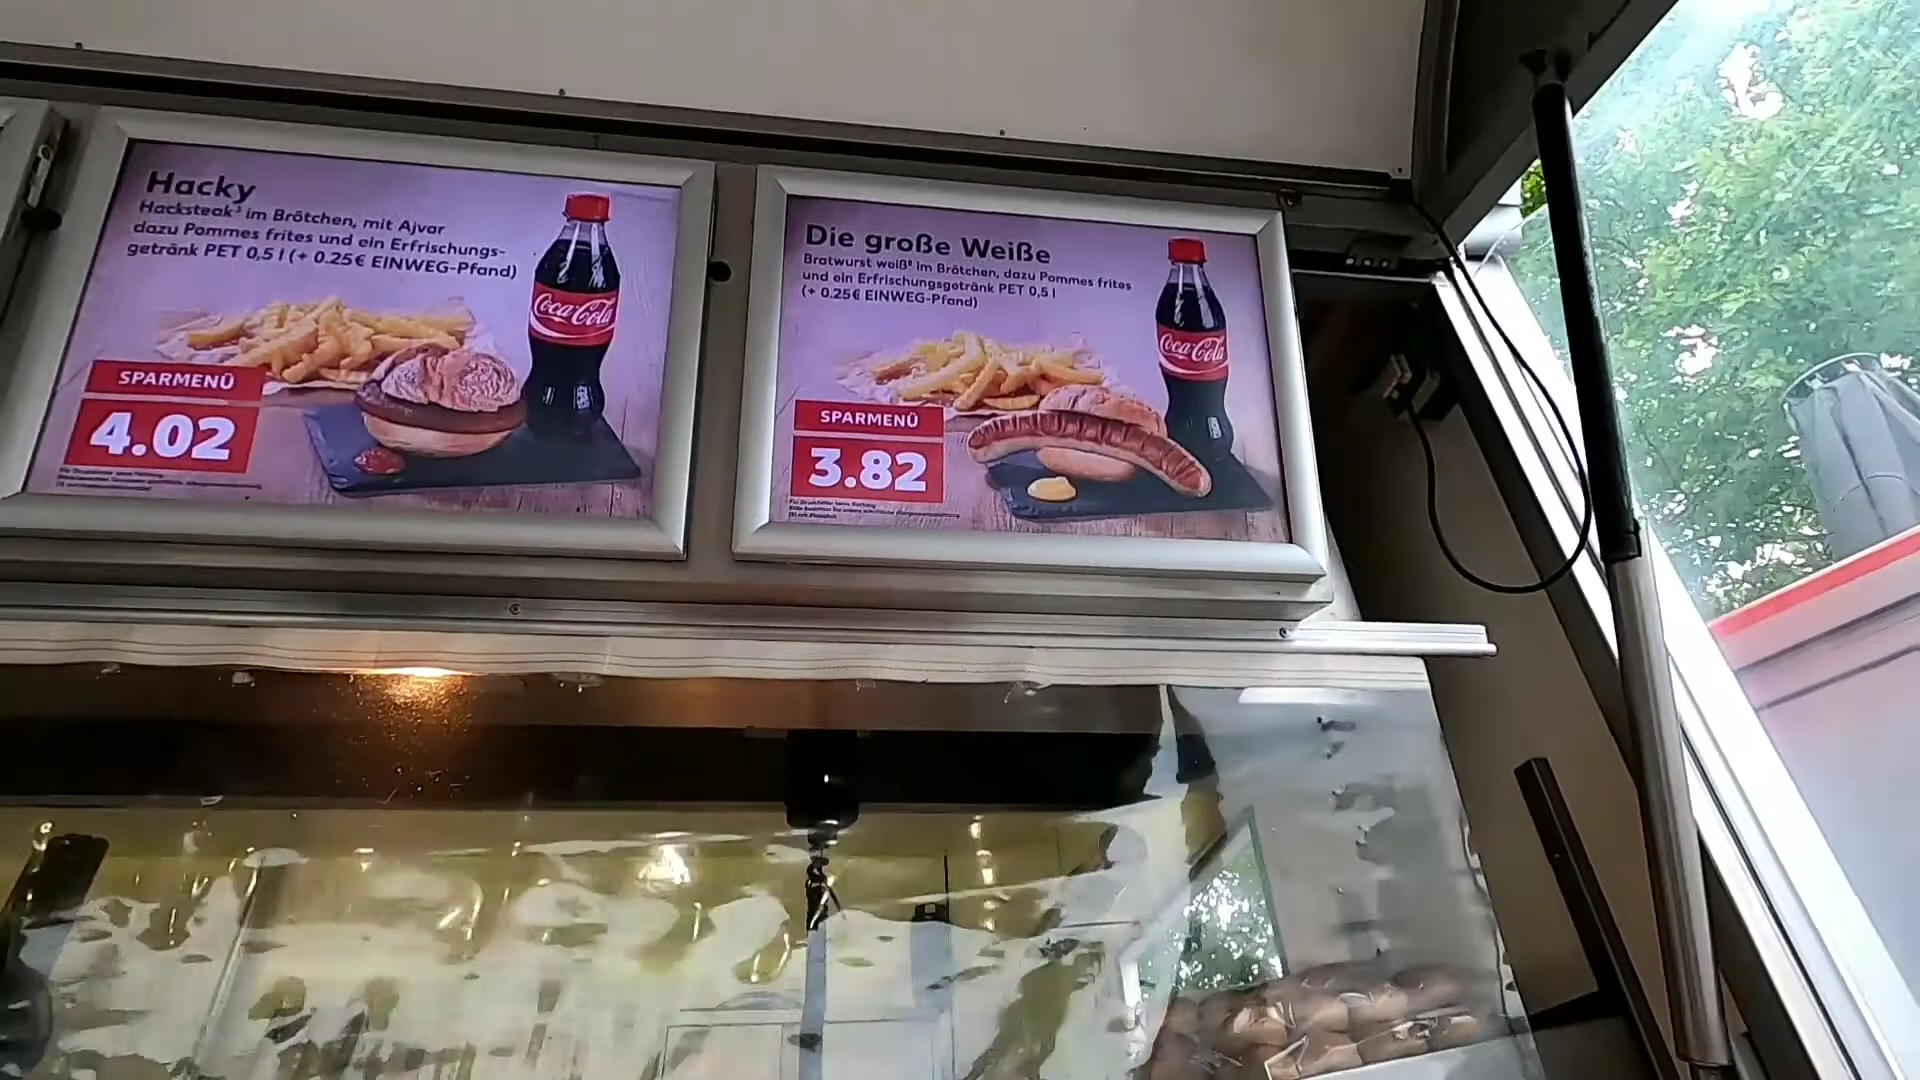 Hacky
Hacksteak³ im Brötchen, mit Ajvar
dazu Pommes frites und ein Erfrischungs-
getränk PET 0,5 l (+ 0.25€ EINWEG-Pfand)
Coca-Cola
SPARMENÜ
4.02
Die große Weiße
Bratwurst weiß⁸ im Brötchen, dazu Pommes frites
und ein Erfrischungsgetränk PET 0,5 l
(+ 0.25€ EINWEG-Pfand)
Coca-Cola
SPARMENÜ
3.82